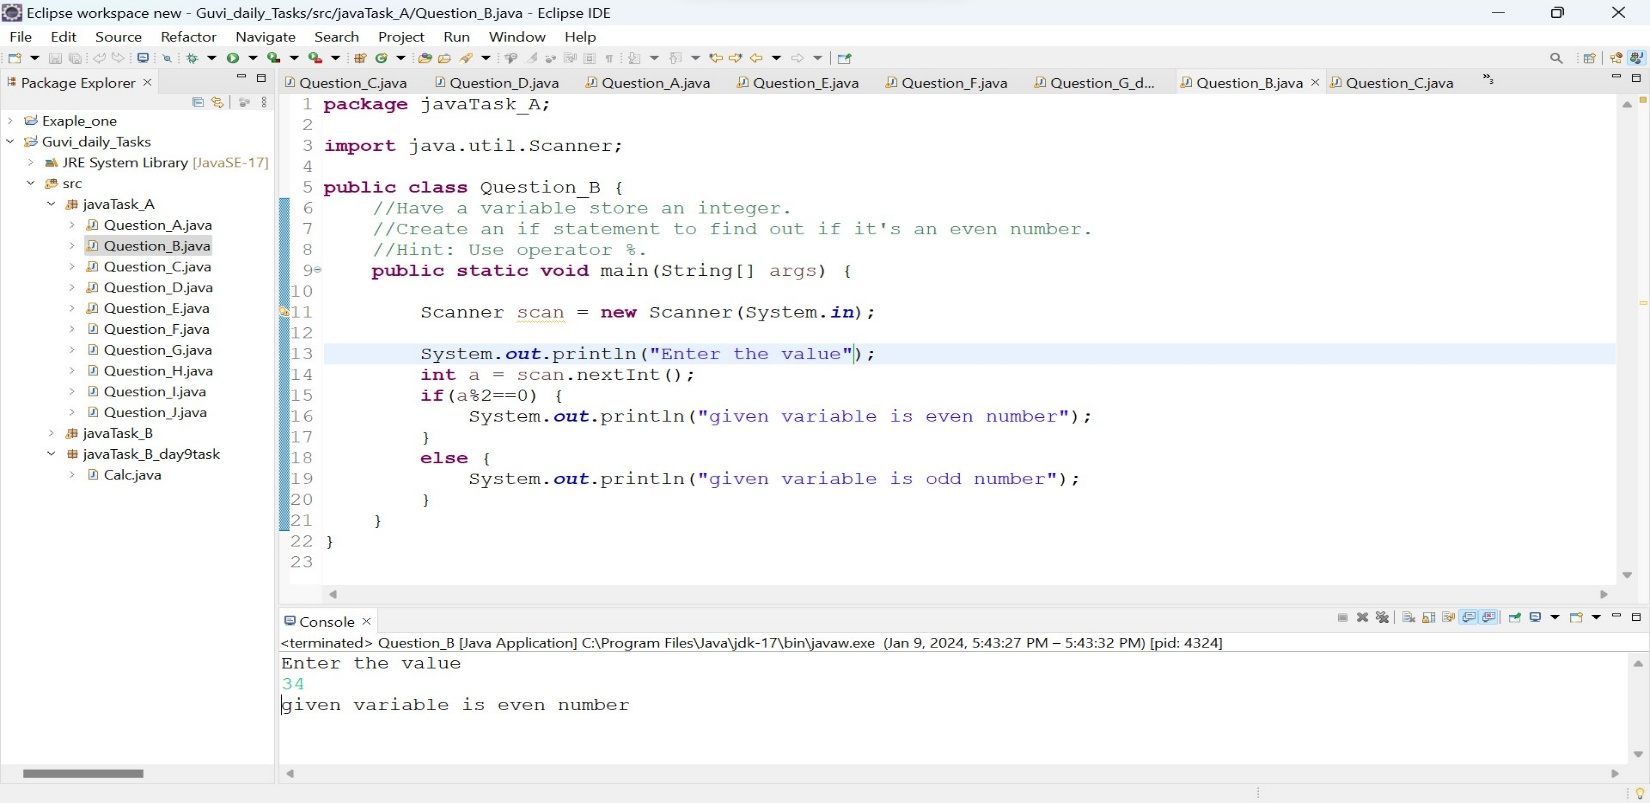 Eclipse workspace new - Guvi_daily_Tasks/src/javaTask_A/Question_B.java - Eclipse IDE
File Edit Source Refactor Navigate Search Project Run Window Help
Package Explorer
Exaple_one
Guvi_daily_Tasks
JRE System Library [JavaSE-17]
src
javaTask_A
Question_A.java
Question_B.java
Question_C.java
Question_D.java
Question_E.java
Question_F.java
Question_G.java
Question_H.java
Question_I.java
Question_J.java
javaTask_B
javaTask_B_day9task
Calc.java
Question_C.java Question_D.java Question_A.java Question_E.java Question_F.java Question_G_d... Question_B.java Question_C.java »3
1 package javaTask_A;
2
3 import java.util.Scanner;
4
5 public class Question_B {
6 //Have a variable store an integer.
7 //Create an if statement to find out if it's an even number.
8 //Hint: Use operator %.
9 public static void main(String[] args) {
10
11 Scanner scan = new Scanner(System.in);
12
13 System.out.println("Enter the value");
14 int a = scan.nextInt();
15 if(a%2==0) {
16 System.out.println("given variable is even number");
17 }
18 else {
19 System.out.println("given variable is odd number");
20 }
21 }
22 }
23
Console
<terminated> Question_B [Java Application] C:\Program Files\Java\jdk-17\bin\javaw.exe (Jan 9, 2024, 5:43:27 PM – 5:43:32 PM) [pid: 4324]
Enter the value
34
given variable is even number